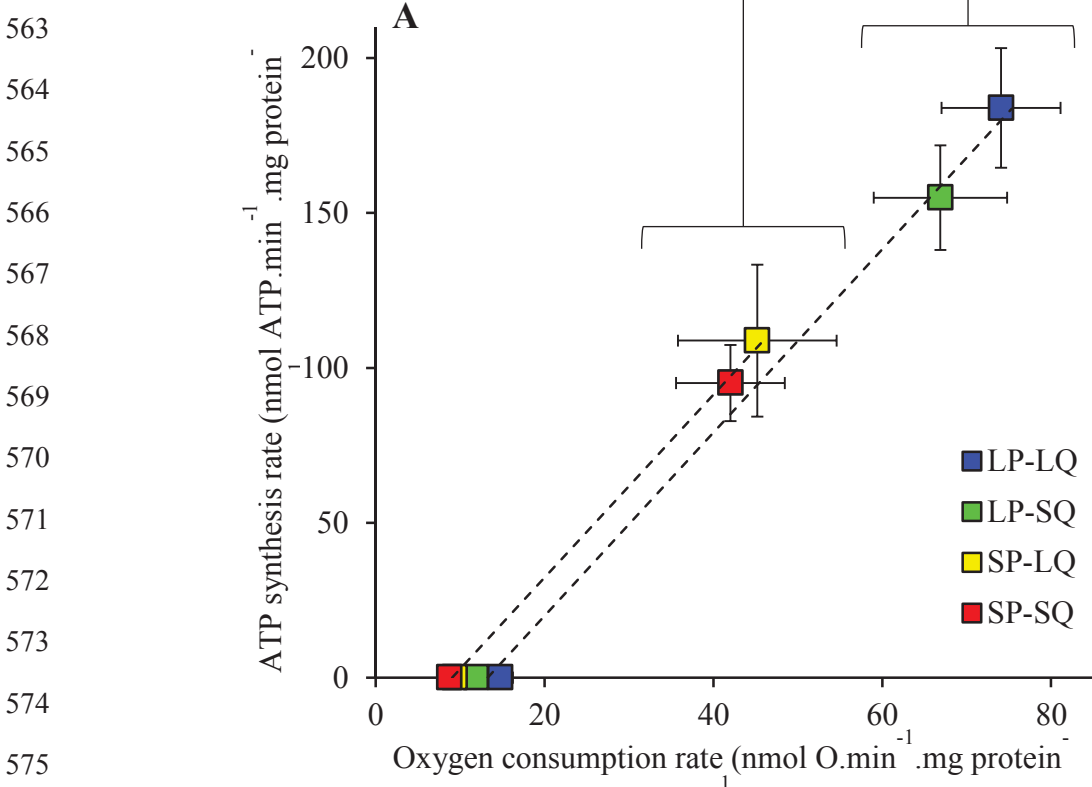 563
564
565
566
567
568
569
570
571
572
573
574
575
A
ATP synthesis rate (nmol ATP.min-1.mg protein-
1
200
150
100
50
0
0 20 40 60 80
LP-LQ
LP-SQ
SP-LQ
SP-SQ
Oxygen consumption rate (nmol O.min-1.mg protein-
1